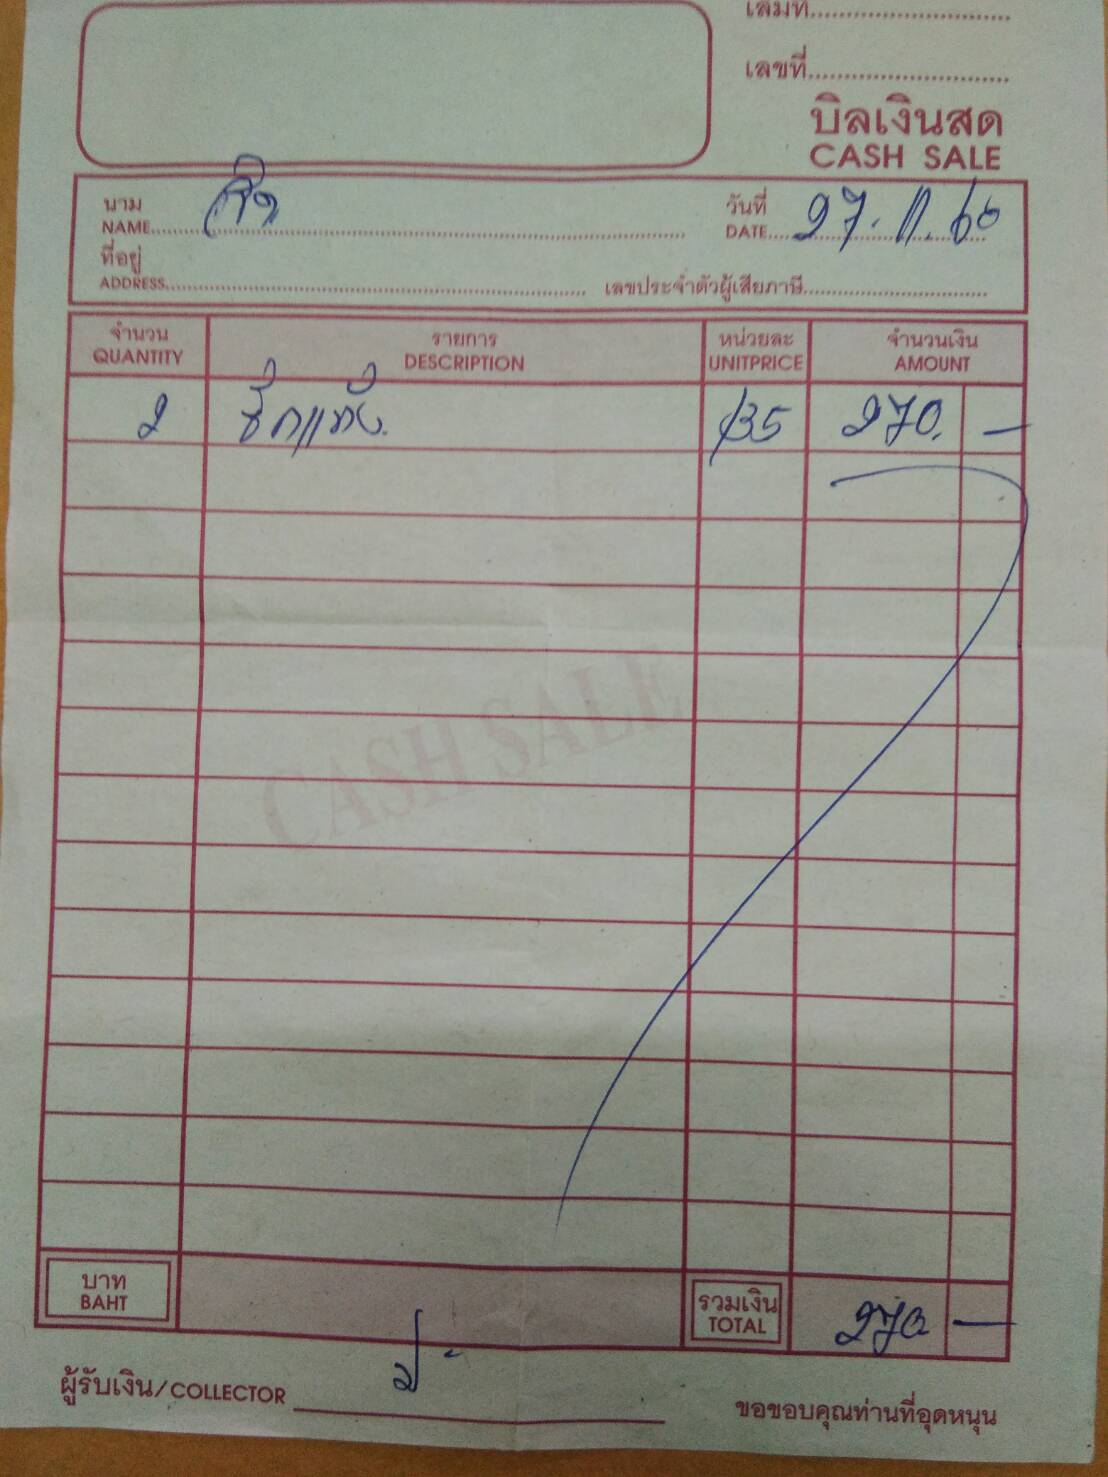 เล่มที่
เลขที่
บิลเงินสด
CASH SALE
นาม
NAME
วันที่
DATE 27.11.60
ที่อยู่
ADDRESS
เลขประจำตัวผู้เสียภาษี
จำนวน รายการ หน่วยละ จำนวนเงิน
QUANTITY DESCRIPTION UNITPRICE AMOUNT
2 135 270.-
CASH SALE
บาท
BAHT
รวมเงิน
TOTAL 270 -
ผู้รับเงิน/COLLECTOR
ขอขอบคุณท่านที่อุดหนุน